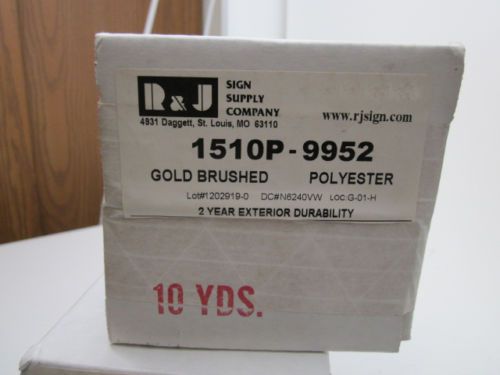 R&J
SIGN
SUPPLY
COMPANY
4931 Daggett, St. Louis, MO 63110
www.rjsign.com
1510P-9952
GOLD BRUSHED POLYESTER
Lot#1202919-0 DC#N6240VW LOC:G-01-H
2 YEAR EXTERIOR DURABILITY
10 YDS.